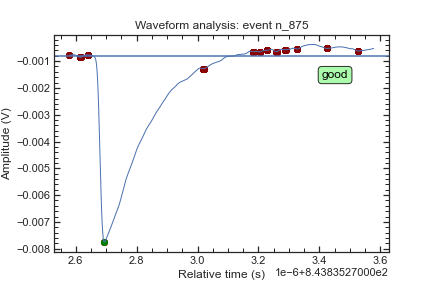 Waveform analysis: event n_875
Amplitude (V)
−0.001
−0.002
−0.003
−0.004
−0.005
−0.006
−0.007
−0.008
good
2.6 2.8 3.0 3.2 3.4 3.6
Relative time (s)
1e−6+8.4383527000e2